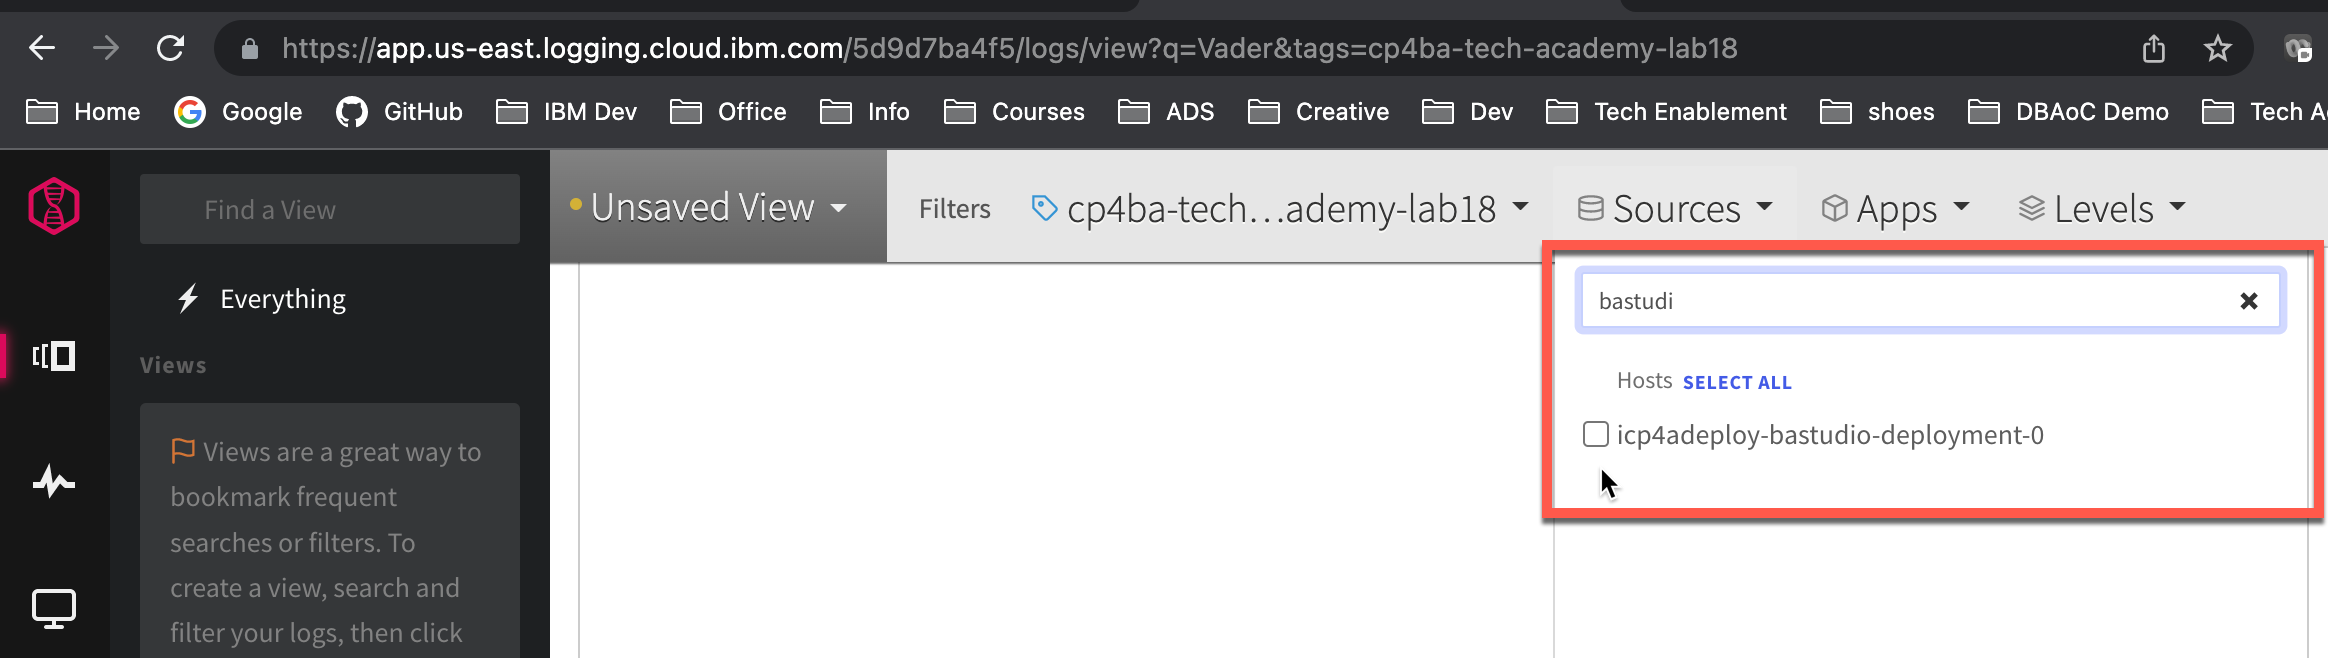 https://app.us-east.logging.cloud.ibm.com/5d9d7ba4f5/logs/view?q=Vader&tags=cp4ba-tech-academy-lab18
Home Google GitHub IBM Dev Office Info Courses ADS Creative Dev Tech Enablement shoes DBAoC Demo Tech A
Find a View
Unsaved View Filters cp4ba-tech...ademy-lab18 Sources Apps Levels
Everything
bastudi
Views
Hosts SELECT ALL
icp4adeploy-bastudio-deployment-0
Views are a great way to
bookmark frequent
searches or filters. To
create a view, search and
filter your logs, then click